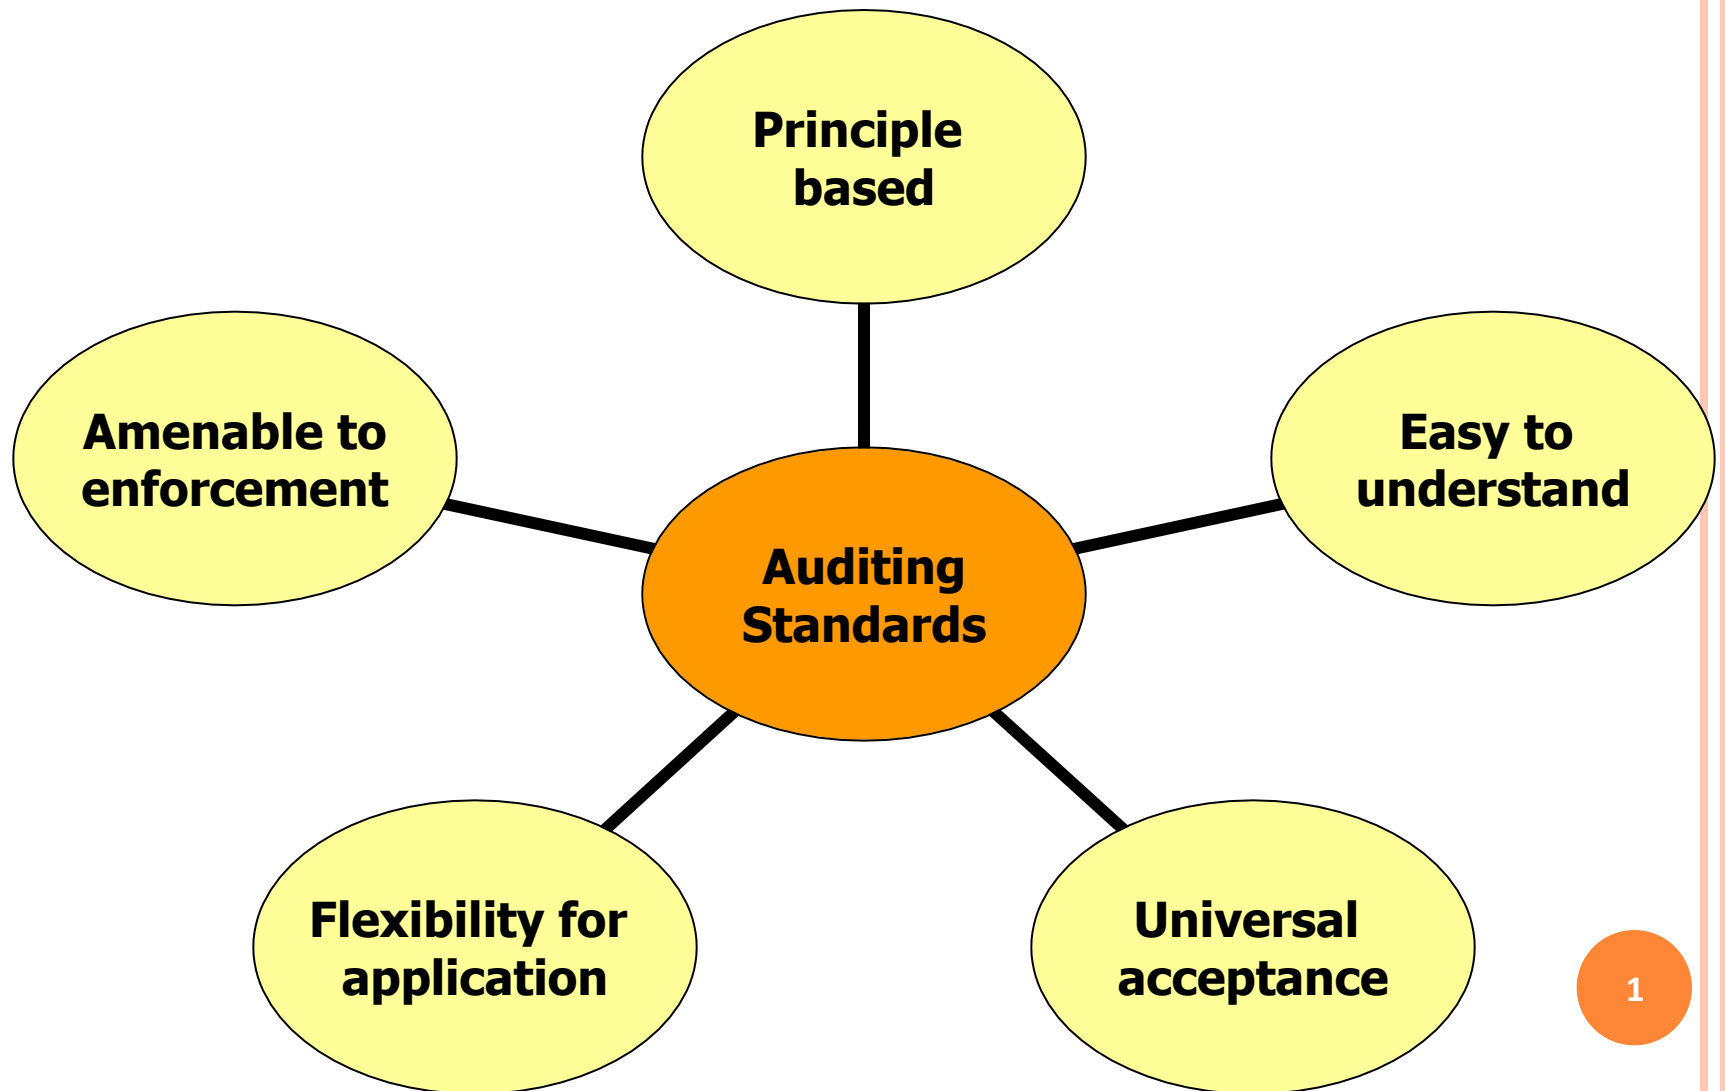 Principle
based
Amenable to
enforcement
Easy to
understand
Auditing
Standards
Flexibility for
application
Universal
acceptance
1